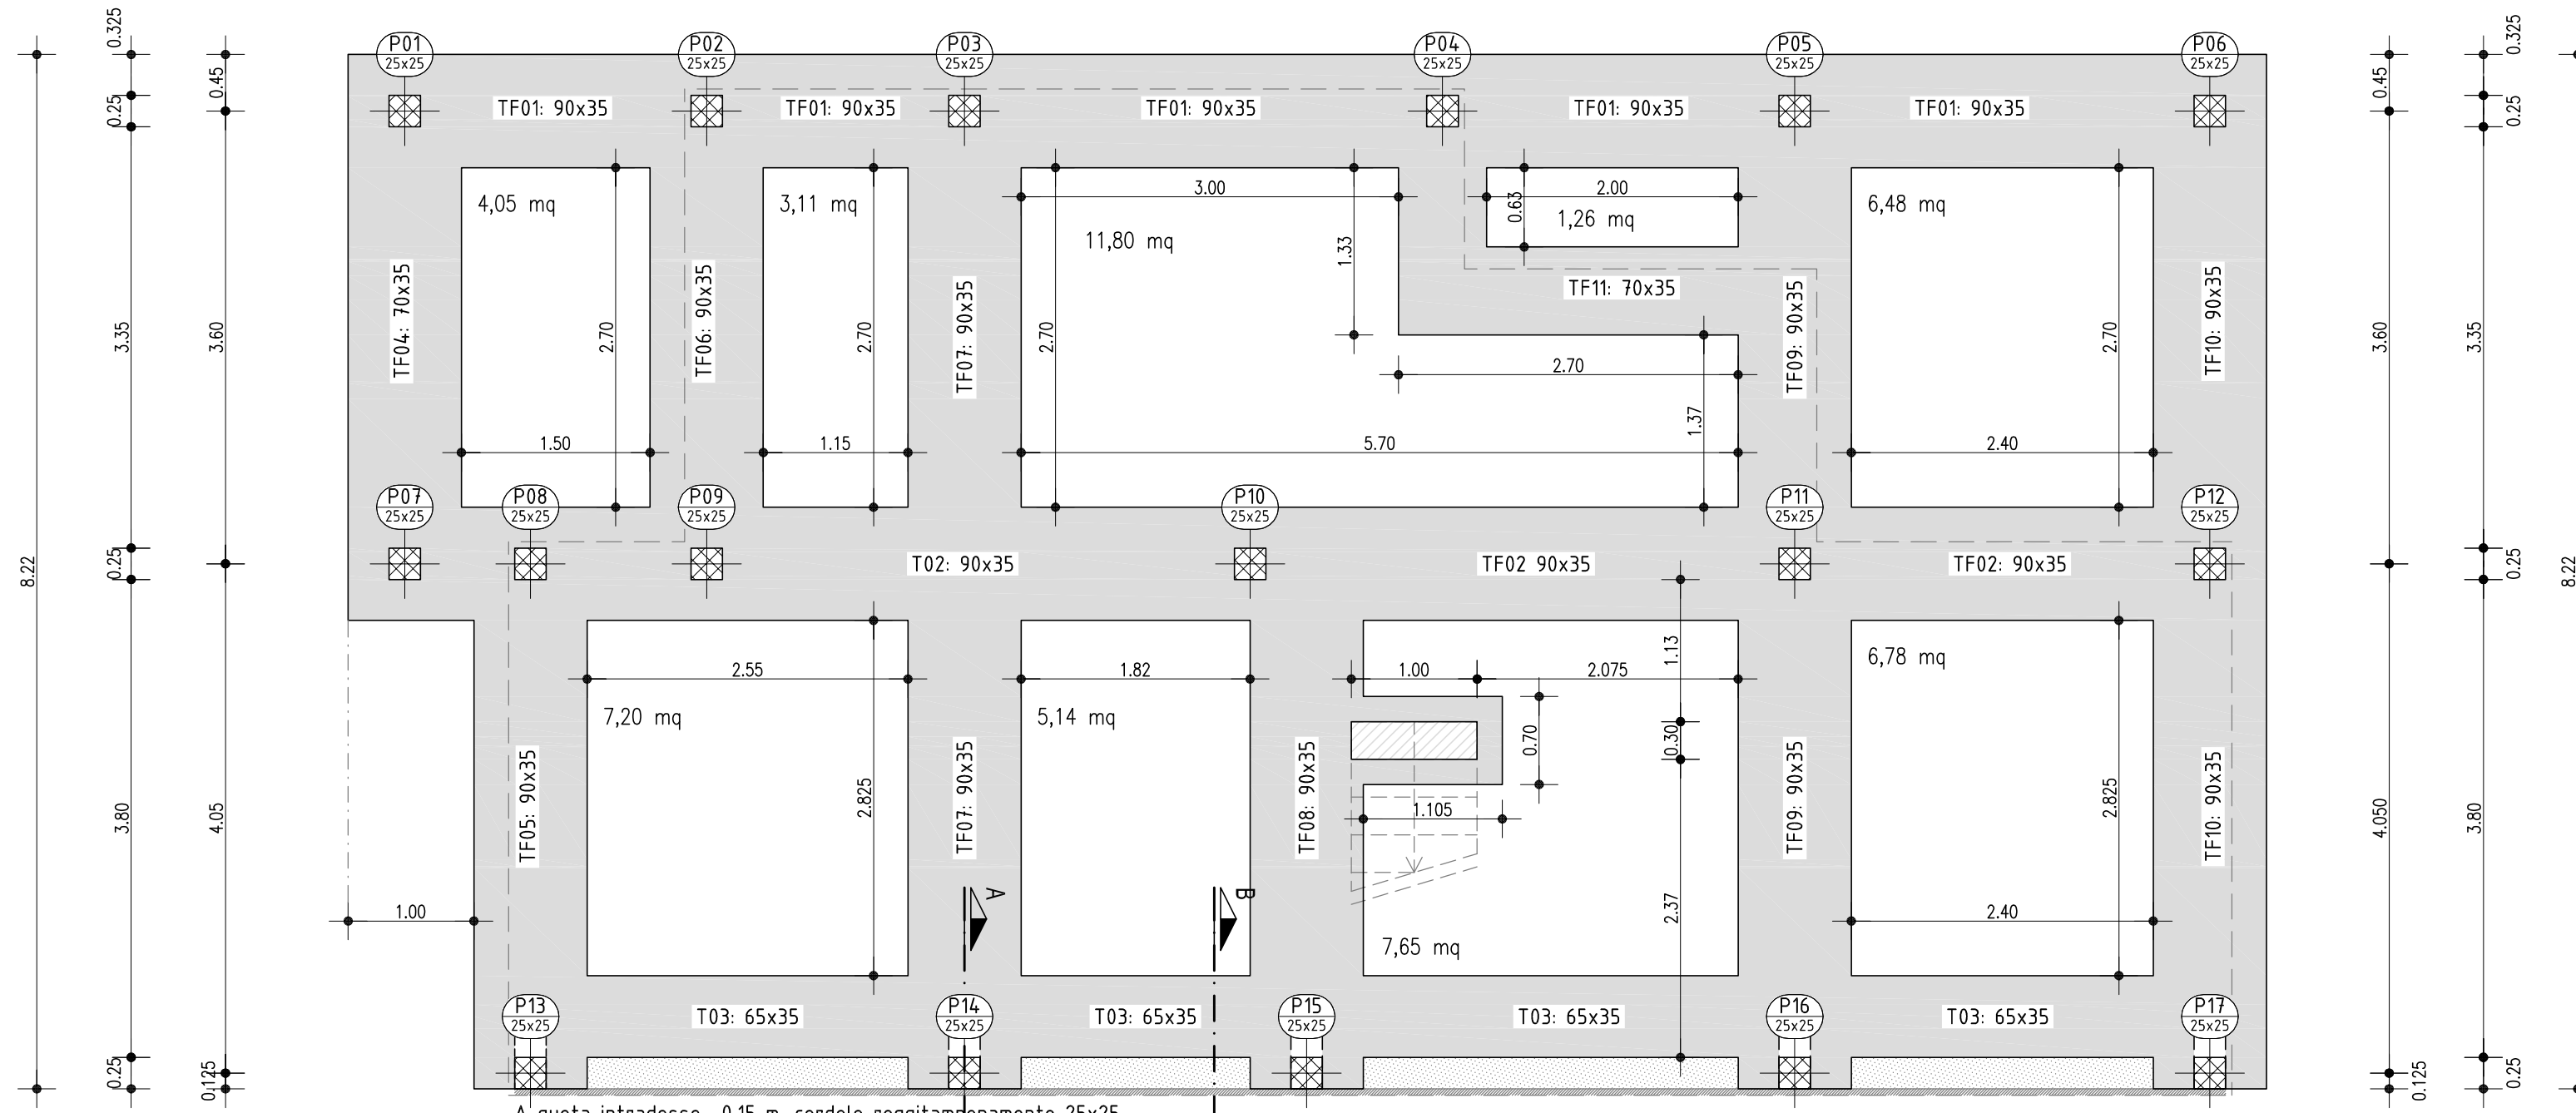 0.325
0.325
P01
25x25
P02
25x25
P03
25x25
P04
25x25
P05
25x25
P06
25x25
0.45
0.25
0.45
0.25
TF01: 90x35
TF01: 90x35
TF01: 90x35
TF01: 90x35
TF01: 90x35
3.00
2.00
0.63
4,05 mq
3,11 mq
11,80 mq
1,26 mq
6,48 mq
1.33
TF11: 70x35
TF04: 70x35
TF06: 90x35
TF07: 90x35
TF09: 90x35
TF10: 90x35
3.35
3.60
2.70
2.70
2.70
2.70
2.70
3.60
3.35
1.37
1.50
1.15
5.70
2.40
P07
25x25
P08
25x25
P09
25x25
P10
25x25
P11
25x25
P12
25x25
8.22
0.25
T02: 90x35
TF02 90x35
TF02: 90x35
0.25
8.22
1.13
2.55
1.82
1.00
2.075
6,78 mq
7,20 mq
5,14 mq
0.70
0.30
3.80
4.05
TF05: 90x35
2.825
TF07: 90x35
TF08: 90x35
1.105
TF09: 90x35
2.825
TF10: 90x35
4.050
3.80
A
B
1.00
2.37
2.40
7,65 mq
P13
25x25
P14
25x25
P15
25x25
P16
25x25
P17
25x25
T03: 65x35
T03: 65x35
T03: 65x35
T03: 65x35
0.25
0.125
0.125
0.25
A quota intradosso -0.15 m, cordolo reggitamponamento 25x25